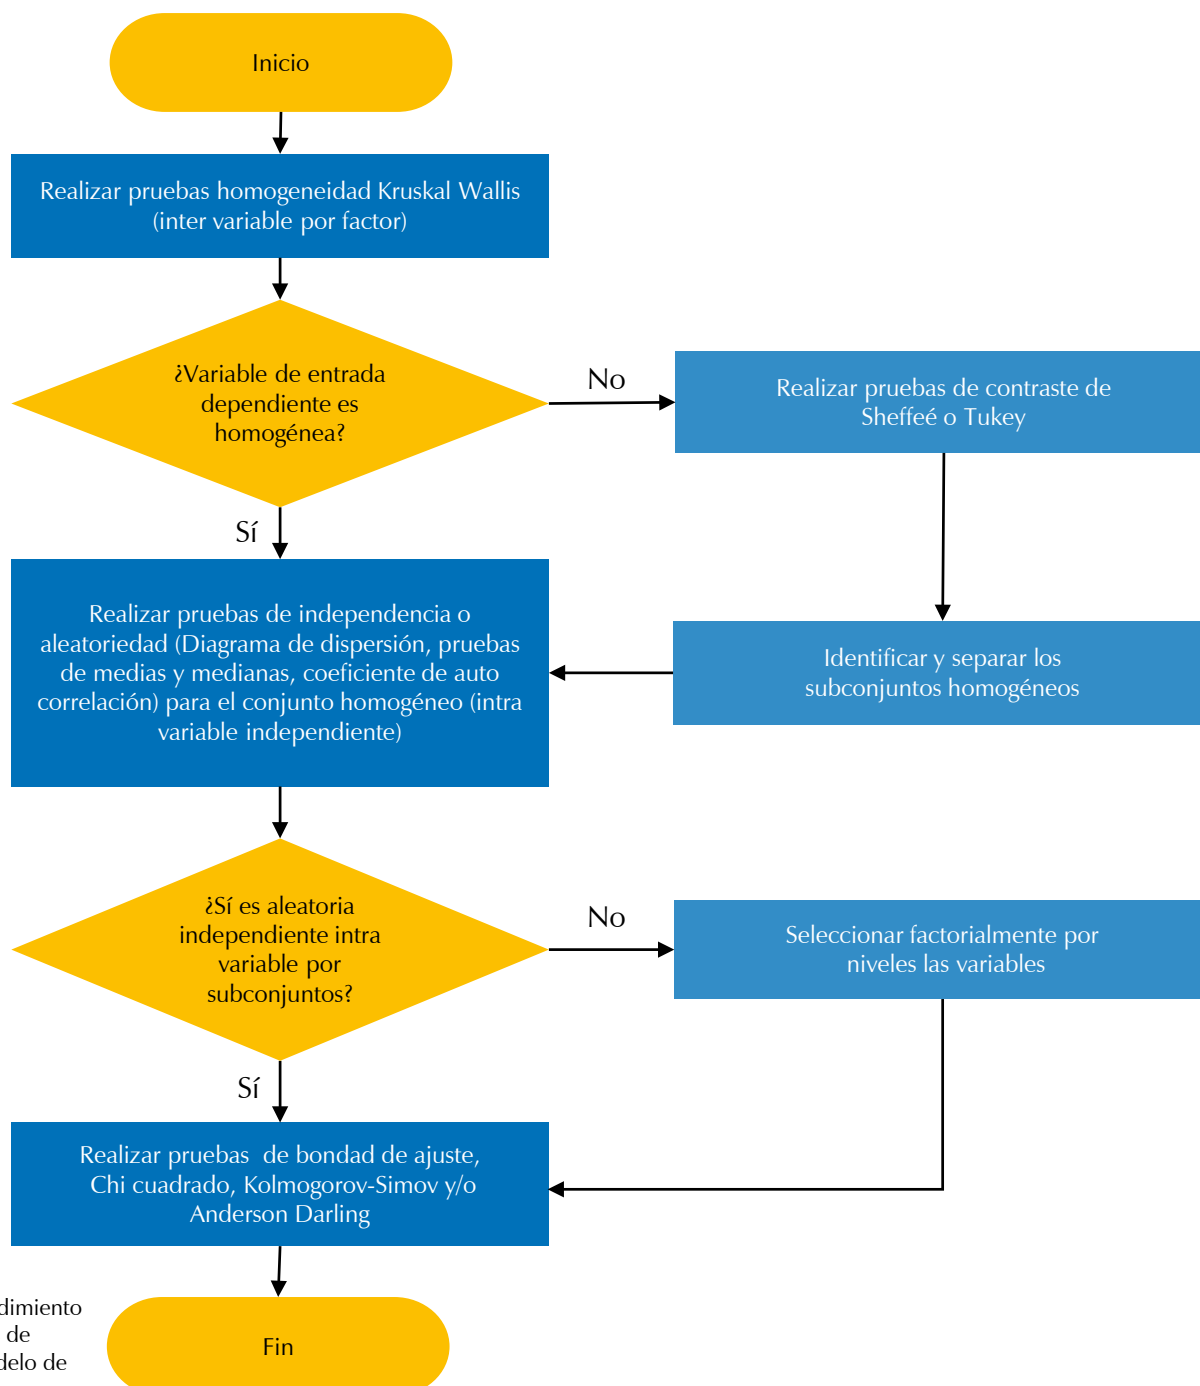 Inicio
Realizar pruebas homogeneidad Kruskal Wallis
(inter variable por factor)
¿Variable de entrada
dependiente es
homogénea?
No
Realizar pruebas de contraste de
Sheffeé o Tukey
Sí
Realizar pruebas de independencia o
aleatoriedad (Diagrama de dispersión, pruebas
de medias y medianas, coeficiente de auto
correlación) para el conjunto homogéneo (intra
variable independiente)
Identificar y separar los
subconjuntos homogéneos
¿Sí es aleatoria
independiente intra
variable por
subconjuntos?
No
Seleccionar factorialmente por
niveles las variables
Sí
Realizar pruebas de bondad de ajuste,
Chi cuadrado, Kolmogorov-Simov y/o
Anderson Darling
Fin
de
de